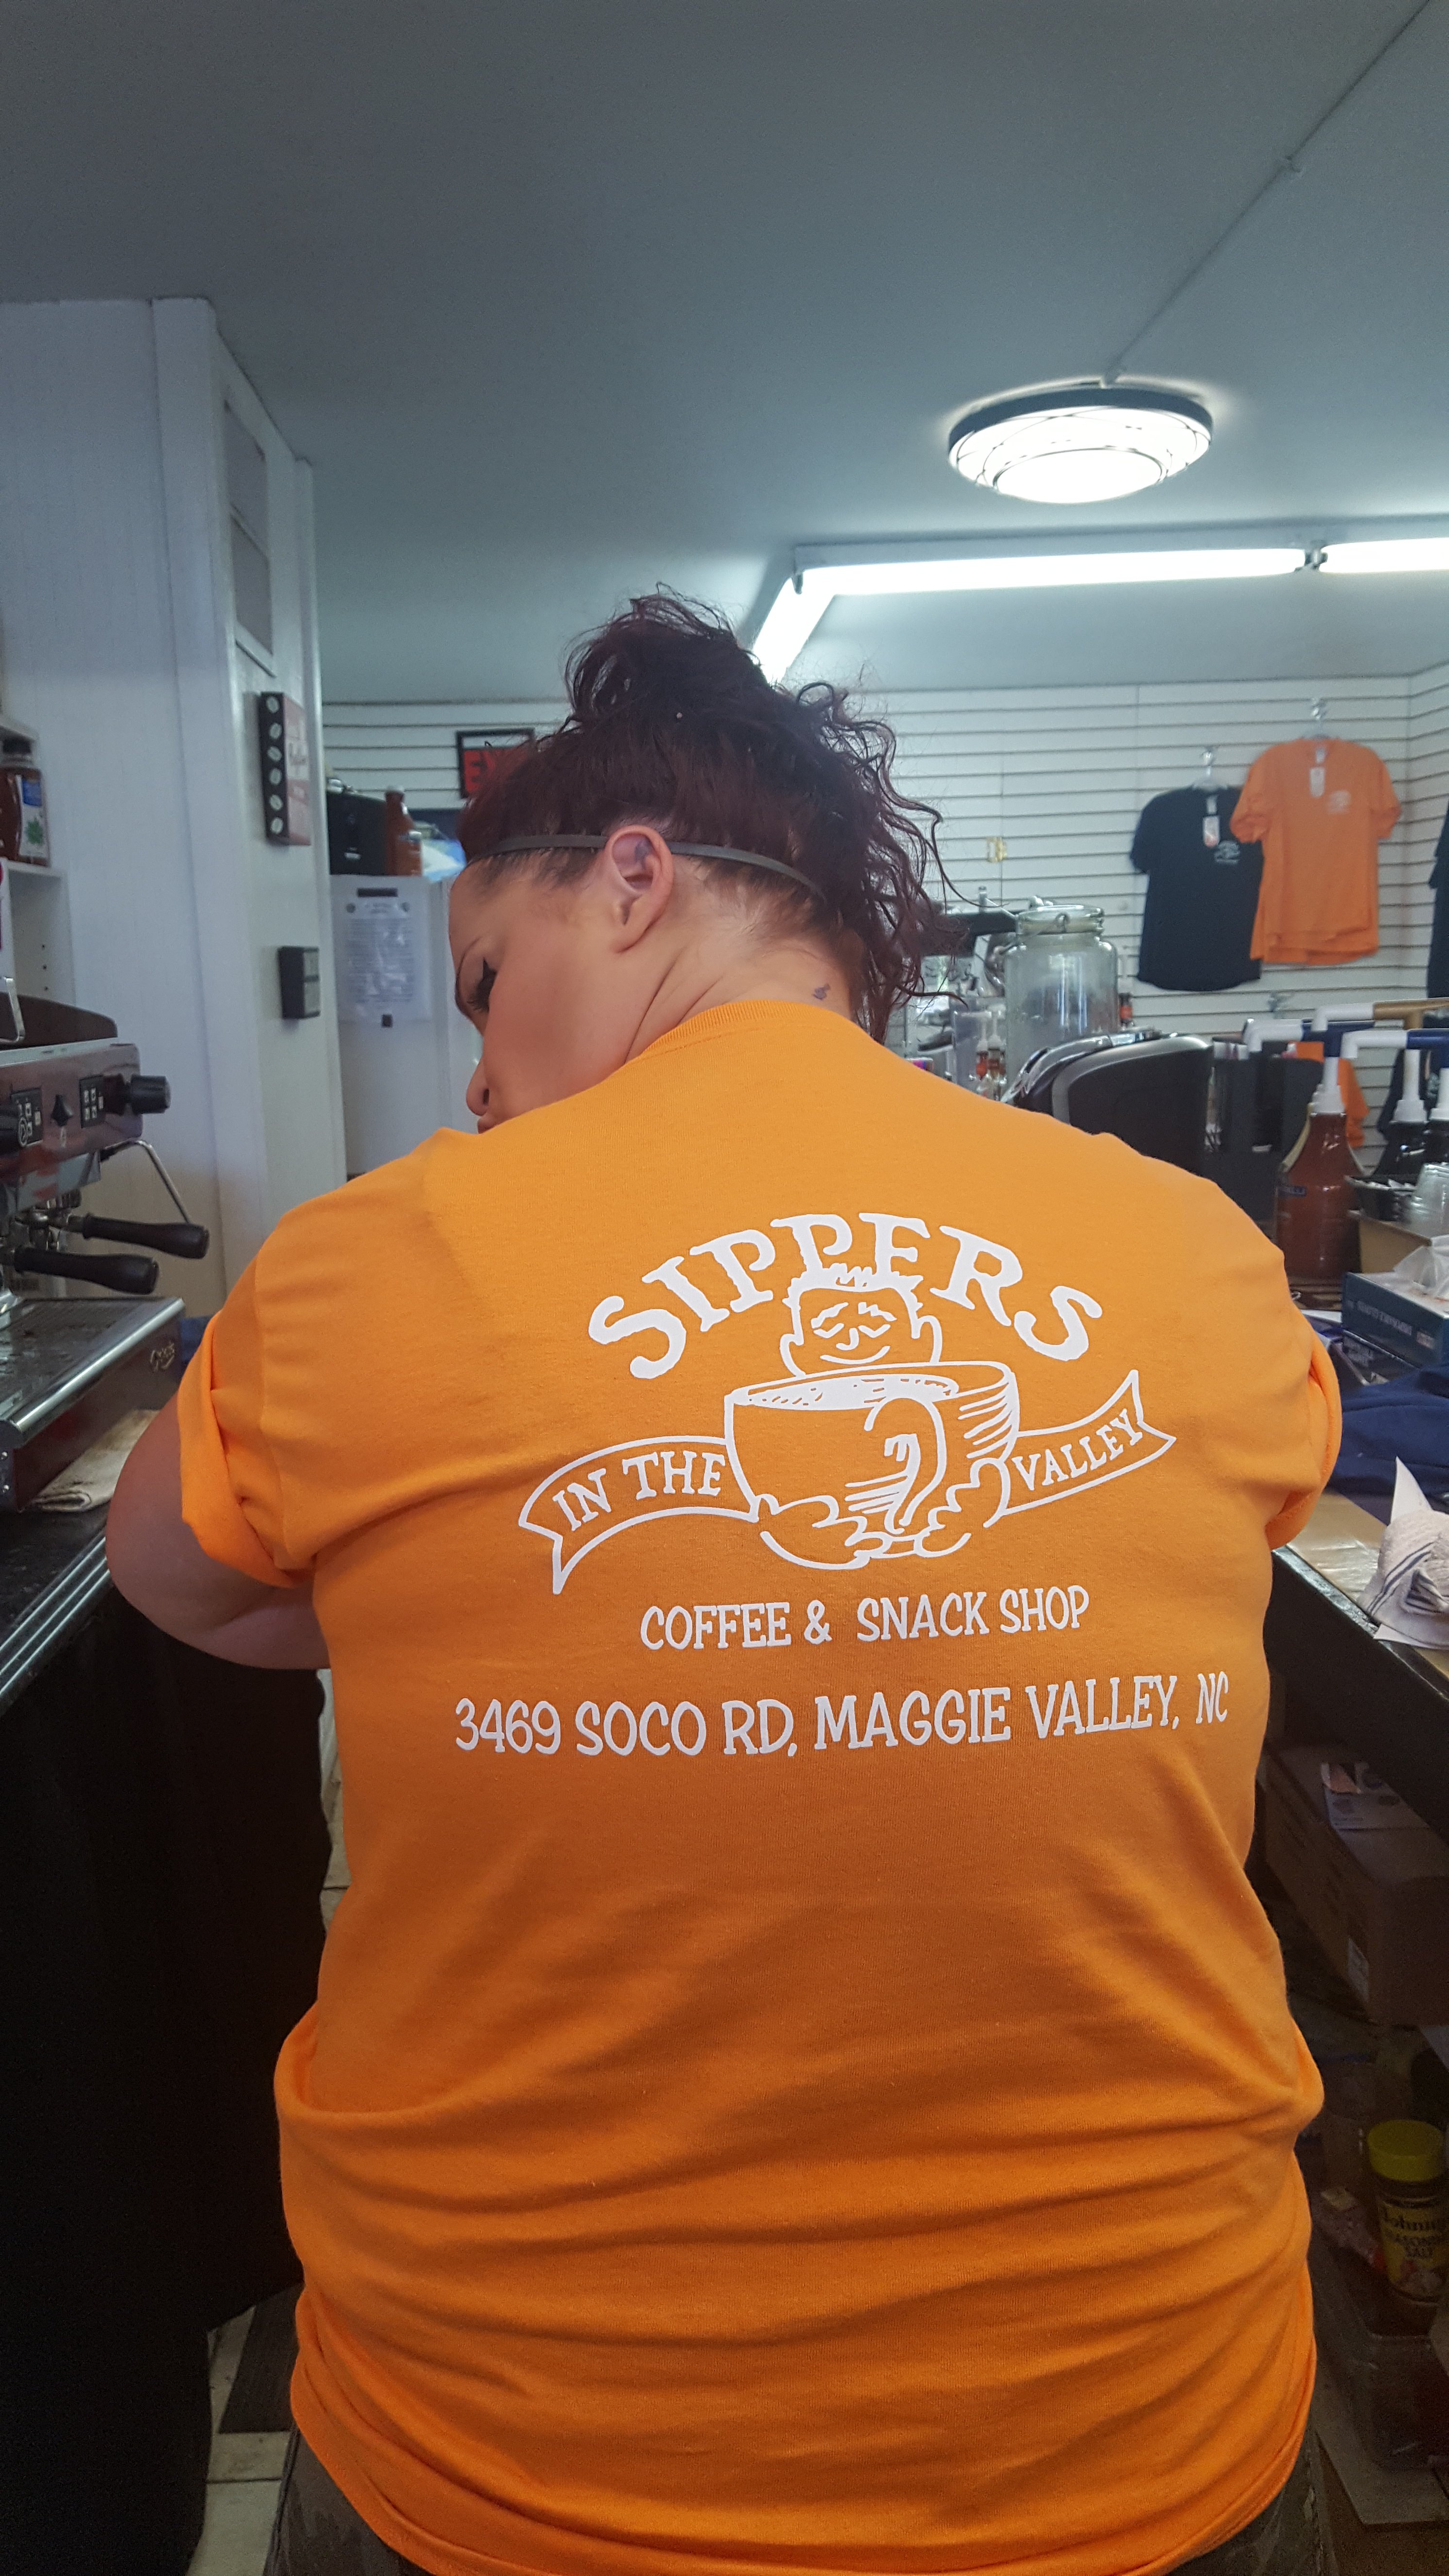 SIPPERS
IN THE VALLEY
COFFEE & SNACK SHOP
3469 SOCO RD, MAGGIE VALLEY, NC